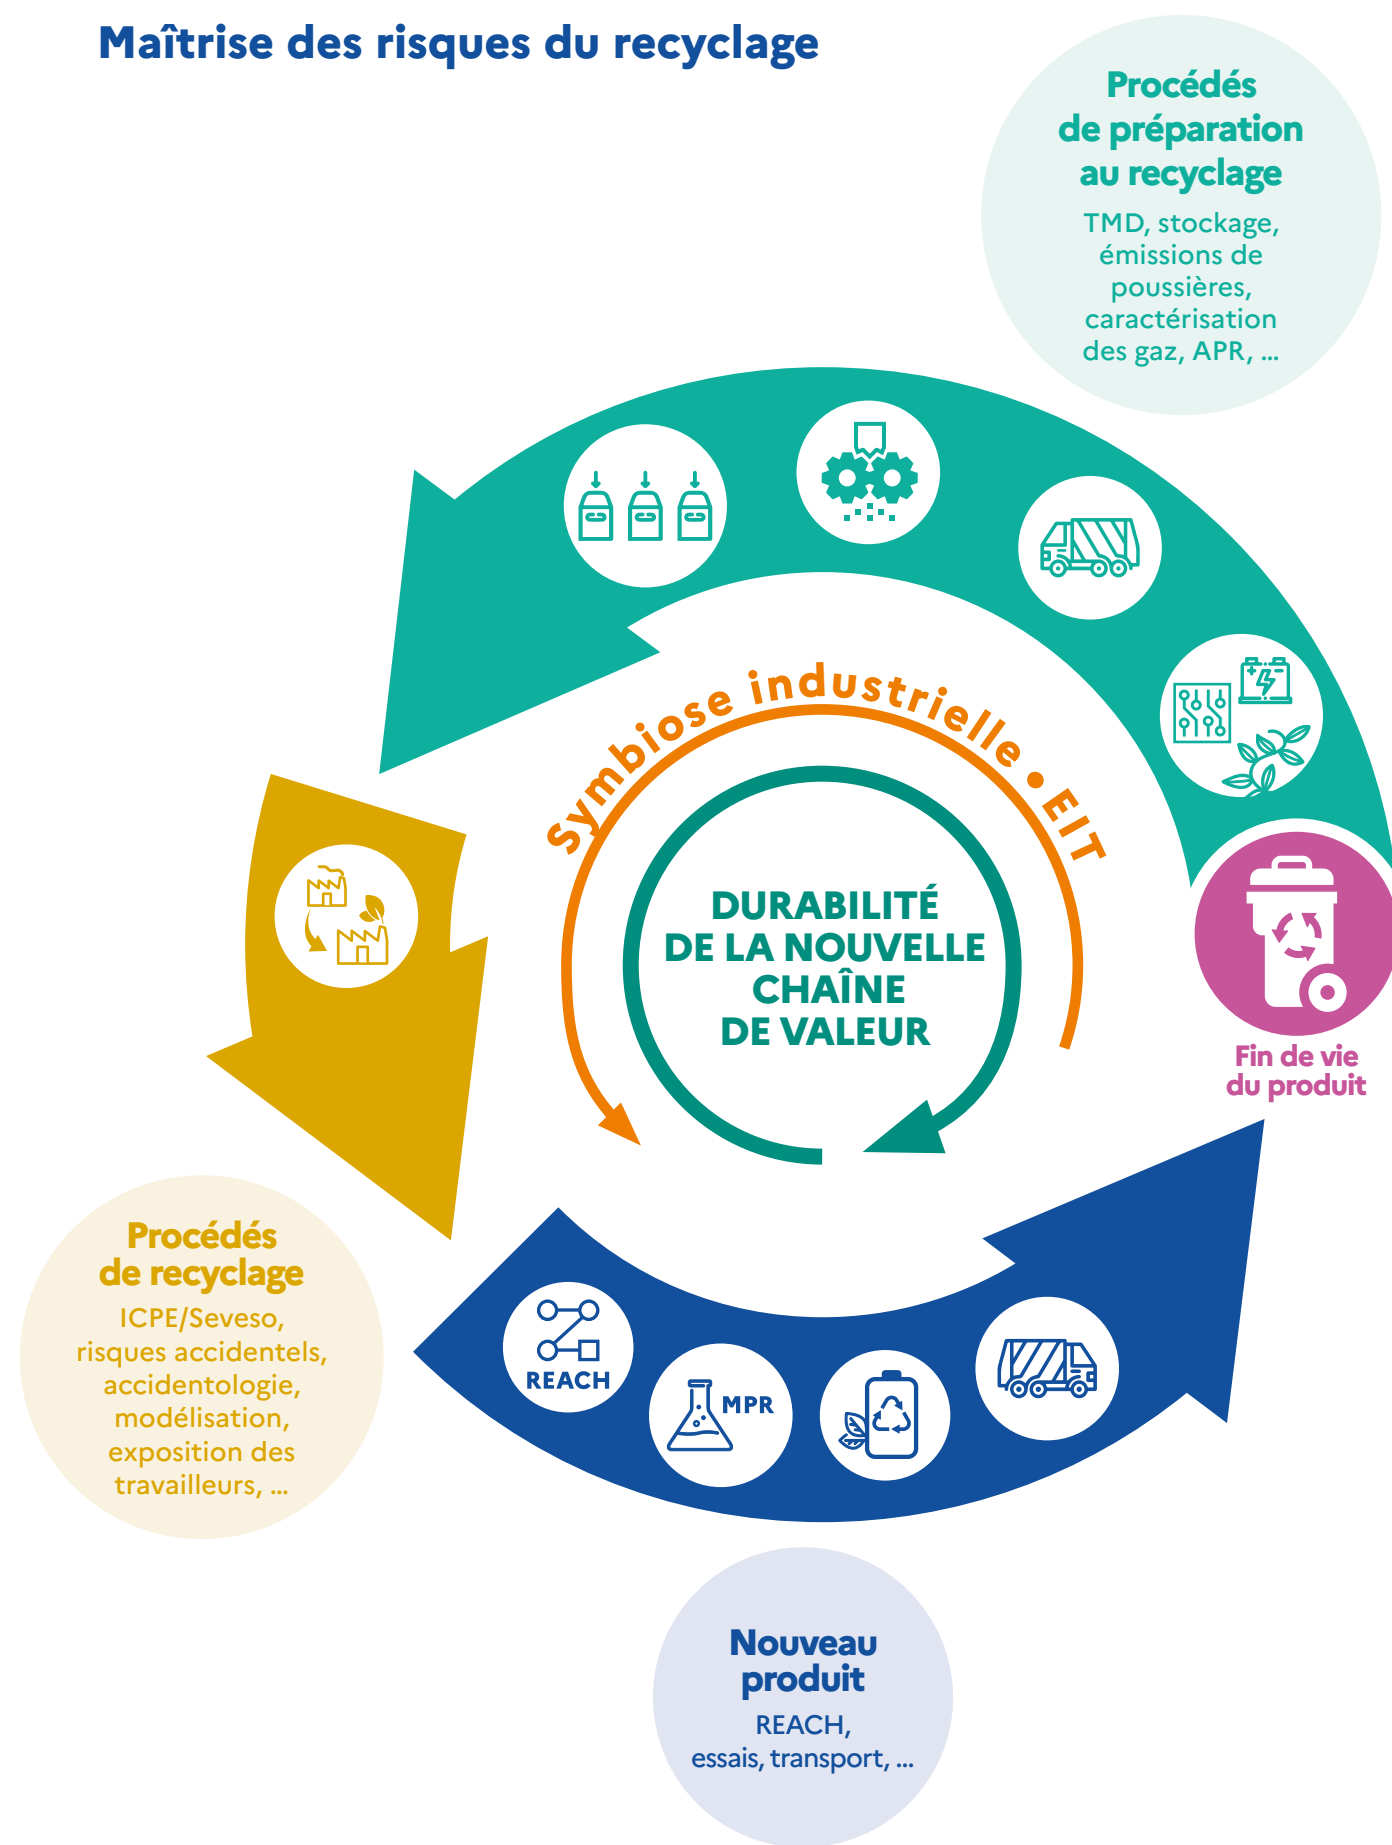 Maîtrise des risques du recyclage
Procédés
de préparation
au recyclage
TMD, stockage,
émissions de
poussières,
caractérisation
des gaz, APR, ...
Symbiose industrielle • EIT
DURABILITÉ
DE LA NOUVELLE
CHAÎNE
DE VALEUR
Fin de vie
du produit
Procédés
de recyclage
ICPE/Seveso,
risques accidentels,
accidentologie,
modélisation,
exposition des
travailleurs, ...
REACH
MPR
Nouveau
produit
REACH,
essais, transport, ...